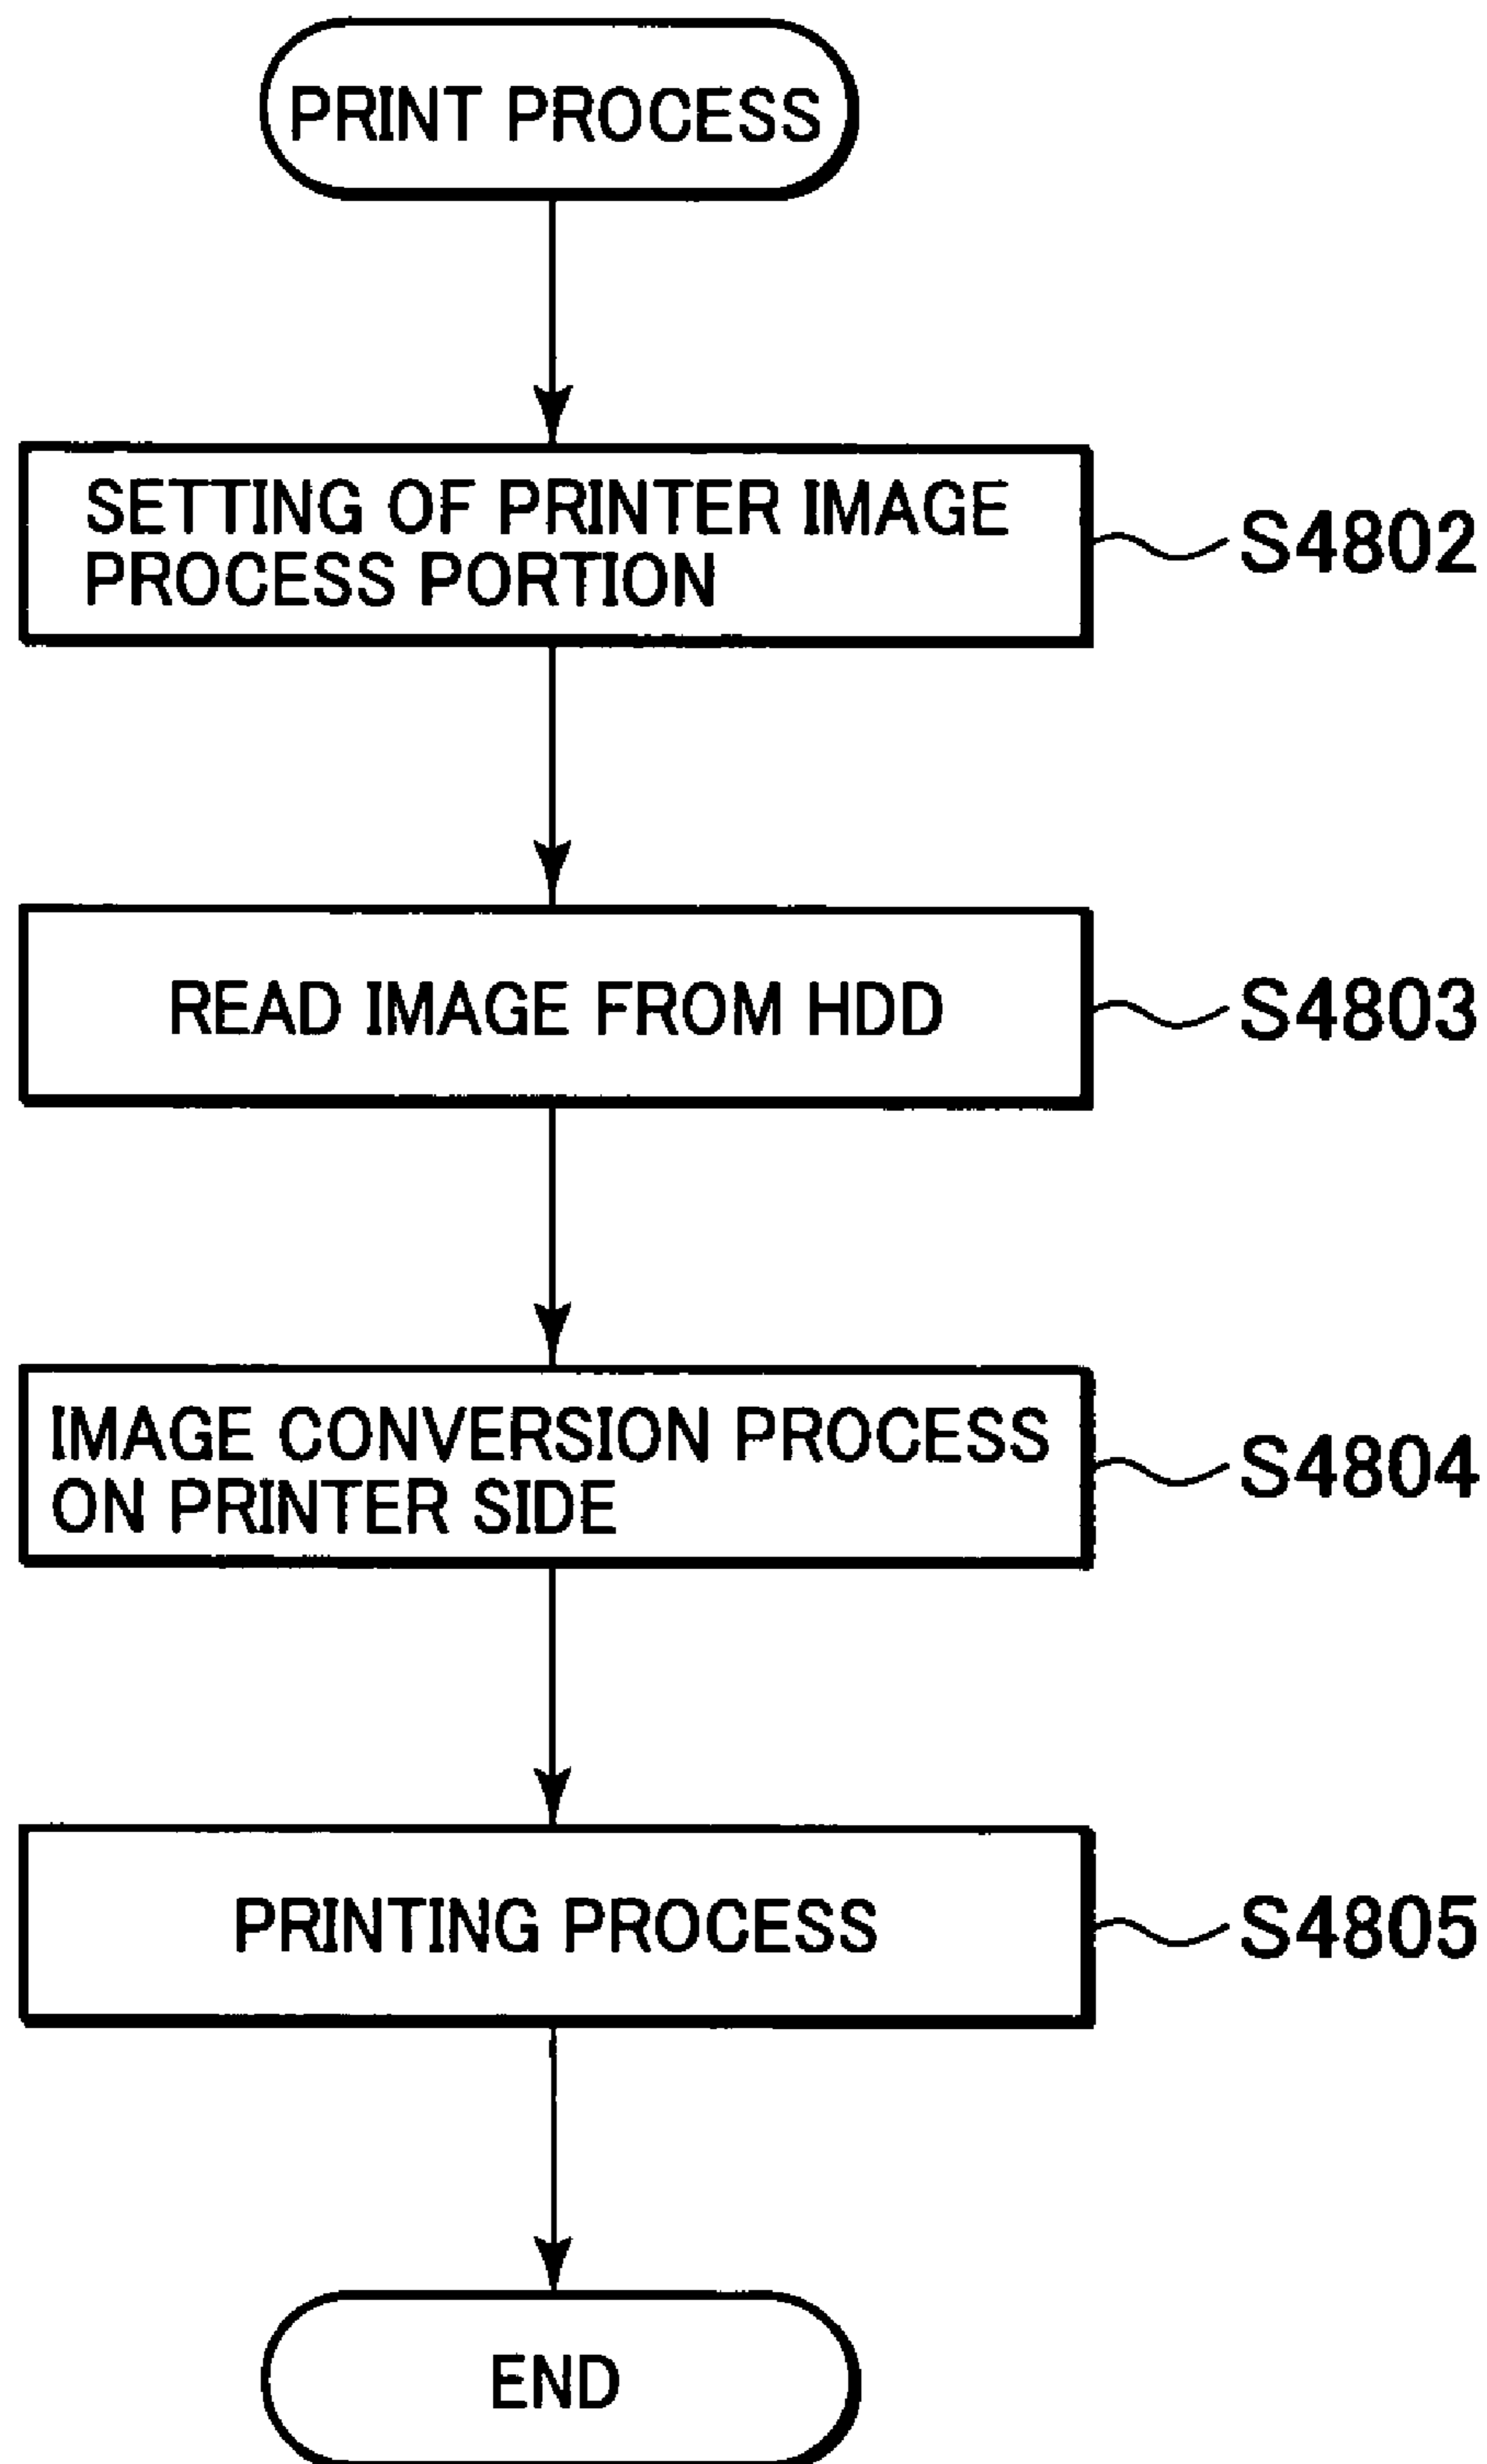 PRINT PROCESS
SETTING OF PRINTER IMAGE
PROCESS PORTION
S4802
READ IMAGE FROM HDD
S4803
IMAGE CONVERSION PROCESS
ON PRINTER SIDE
S4804
PRINTING PROCESS
S4805
END